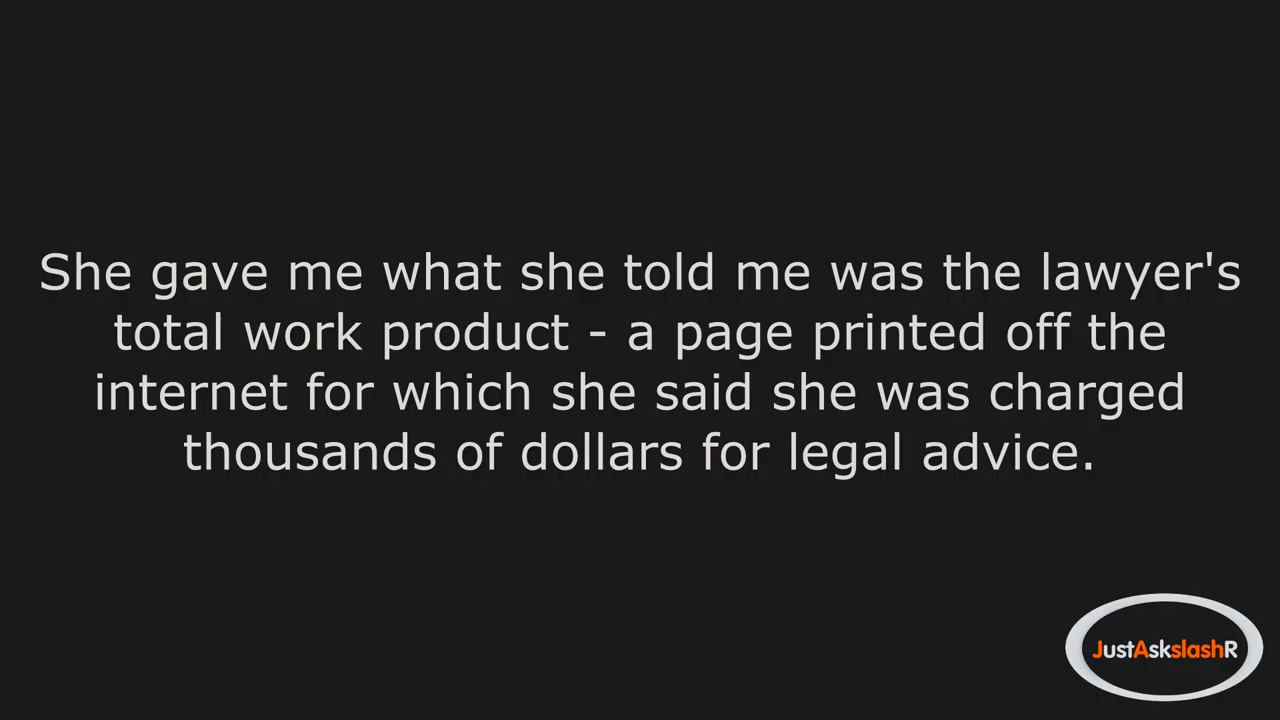 She gave me what she told me was the lawyer's
total work product - a page printed off the
internet for which she said she was charged
thousands of dollars for legal advice.
JustAskslashR